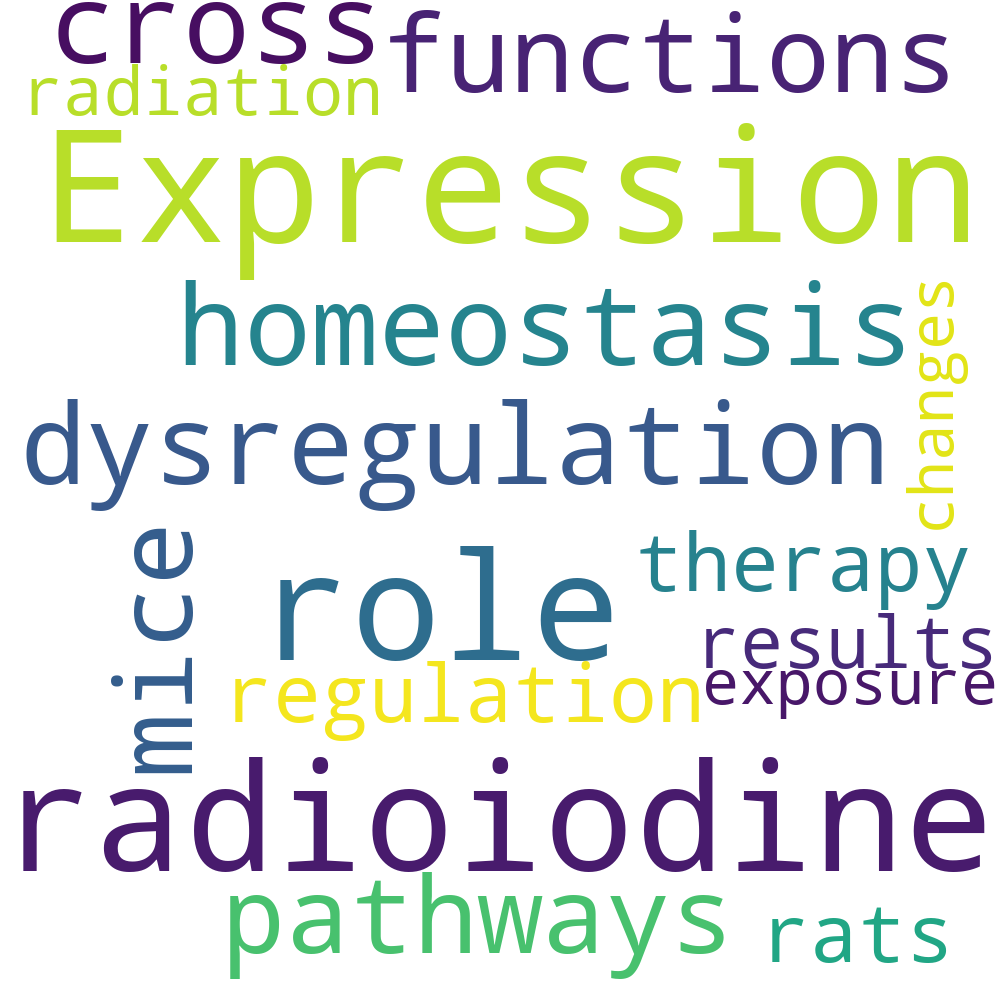 cross
functions
radiation
Expression
homeostasis
changes
dysregulation
mice
role
therapy
results
regulation
exposure
radioiodine
pathways
rats